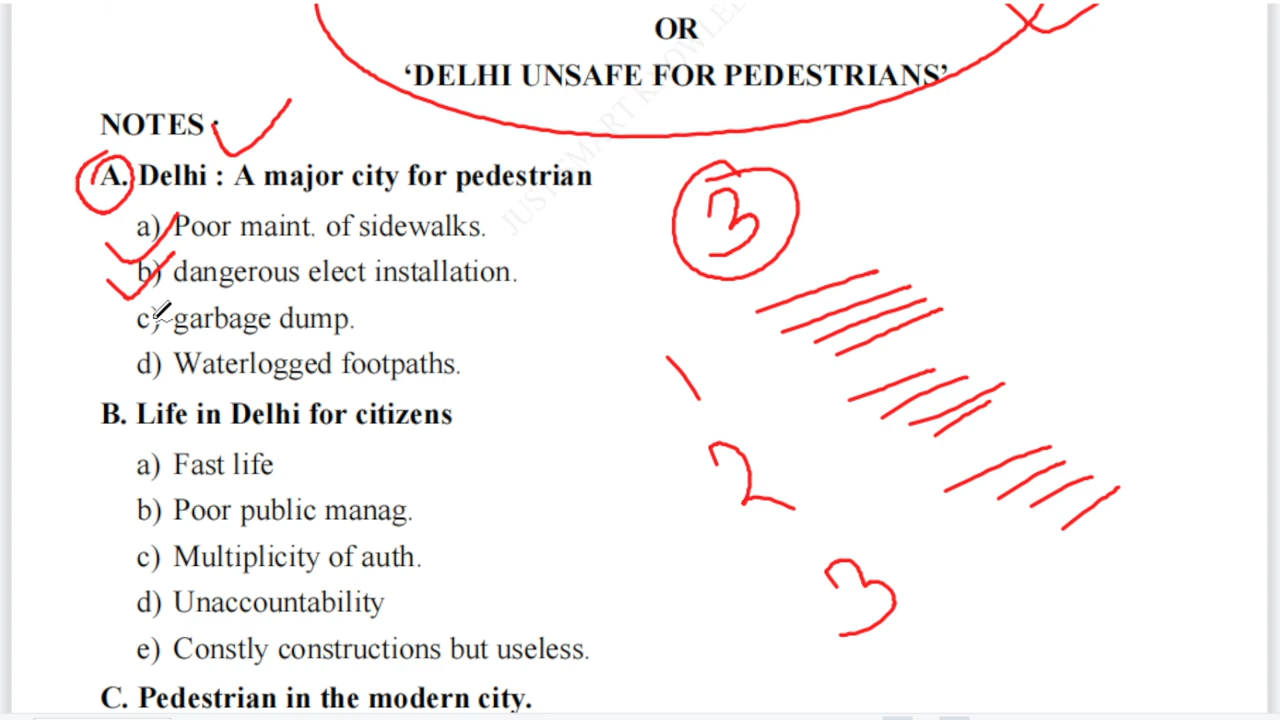 OR
‘DELHI UNSAFE FOR PEDESTRIANS’
NOTES :
A. Delhi : A major city for pedestrian
3
a) Poor maint. of sidewalks.
b) dangerous elect installation.
c) garbage dump.
d) Waterlogged footpaths.
1
B. Life in Delhi for citizens
a) Fast life
2
b) Poor public manag.
c) Multiplicity of auth.
d) Unaccountability
3
e) Constly constructions but useless.
C. Pedestrian in the modern city.